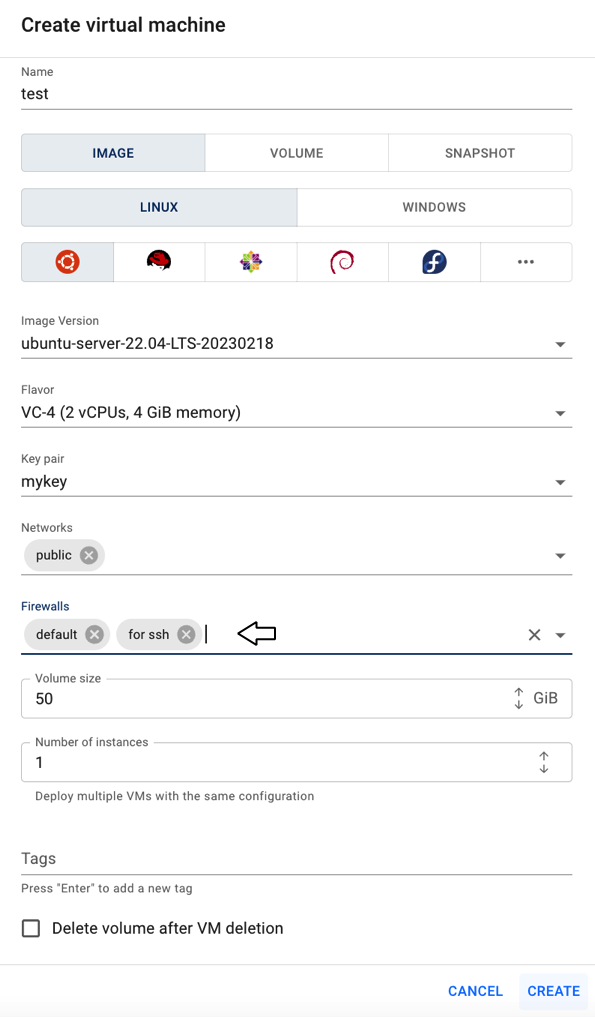 Create virtual machine
Name
test
IMAGE VOLUME SNAPSHOT
LINUX WINDOWS
Image Version
ubuntu-server-22.04-LTS-20230218
Flavor
VC-4 (2 vCPUs, 4 GiB memory)
Key pair
mykey
Networks
public
Firewalls
default for ssh
Volume size
50 GiB
Number of instances
1
Deploy multiple VMs with the same configuration
Tags
Press "Enter" to add a new tag
Delete volume after VM deletion
CANCEL CREATE